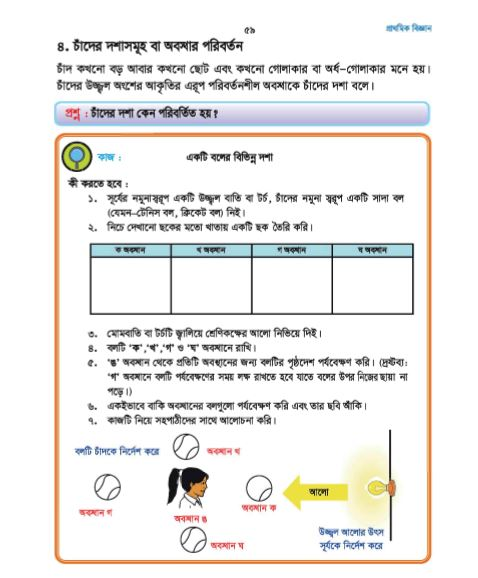 ৫৯
প্রাথমিক বিজ্ঞান
৪. চাঁদের দশাসমূহ বা অবস্থার পরিবর্তন
চাঁদ কখনো বড় আবার কখনো ছোট এবং কখনো গোলাকার বা অর্ধ-গোলাকার মনে হয়।
চাঁদের উজ্জ্বল অংশের আকৃতির এরূপ পরিবর্তনশীল অবস্থাকে চাঁদের দশা বলে।
প্রশ্ন : চাঁদের দশা কেন পরিবর্তিত হয়?
কাজ :
একটি বলের বিভিন্ন দশা
কী করতে হবে :
১. সূর্যের নমুনাস্বরূপ একটি উজ্জ্বল বাতি বা টর্চ, চাঁদের নমুনা স্বরূপ একটি সাদা বল
(যেমন-টেনিস বল, ক্রিকেট বল) নিই।
২. নিচে দেখানো ছকের মতো খাতায় একটি ছক তৈরি করি।
ক অবস্থান খ অবস্থান গ অবস্থান ঘ অবস্থান
৩. মোমবাতি বা টর্চটি জ্বালিয়ে শ্রেণিকক্ষের আলো নিভিয়ে দিই।
৪. বলটি ‘ক’,‘খ’,‘গ’ ও ‘ঘ’ অবস্থানে রাখি।
৫. ‘ঙ’ অবস্থান থেকে প্রতিটি অবস্থানের জন্য বলটির পৃষ্ঠদেশ পর্যবেক্ষণ করি। (দ্রষ্টব্য:
‘গ’ অবস্থানে বলটি পর্যবেক্ষণের সময় লক্ষ রাখতে হবে যাতে বলের উপর নিজের ছায়া না
পড়ে।)
৬. একইভাবে বাকি অবস্থানের বলগুলো পর্যবেক্ষণ করি এবং তার ছবি আঁকি।
৭. কাজটি নিয়ে সহপাঠীদের সাথে আলোচনা করি।
বলটি চাঁদকে নির্দেশ করে
অবস্থান খ
অবস্থান গ
অবস্থান ঙ
অবস্থান ক
আলো
অবস্থান ঘ
উজ্জ্বল আলোর উৎস
সূর্যকে নির্দেশ করে